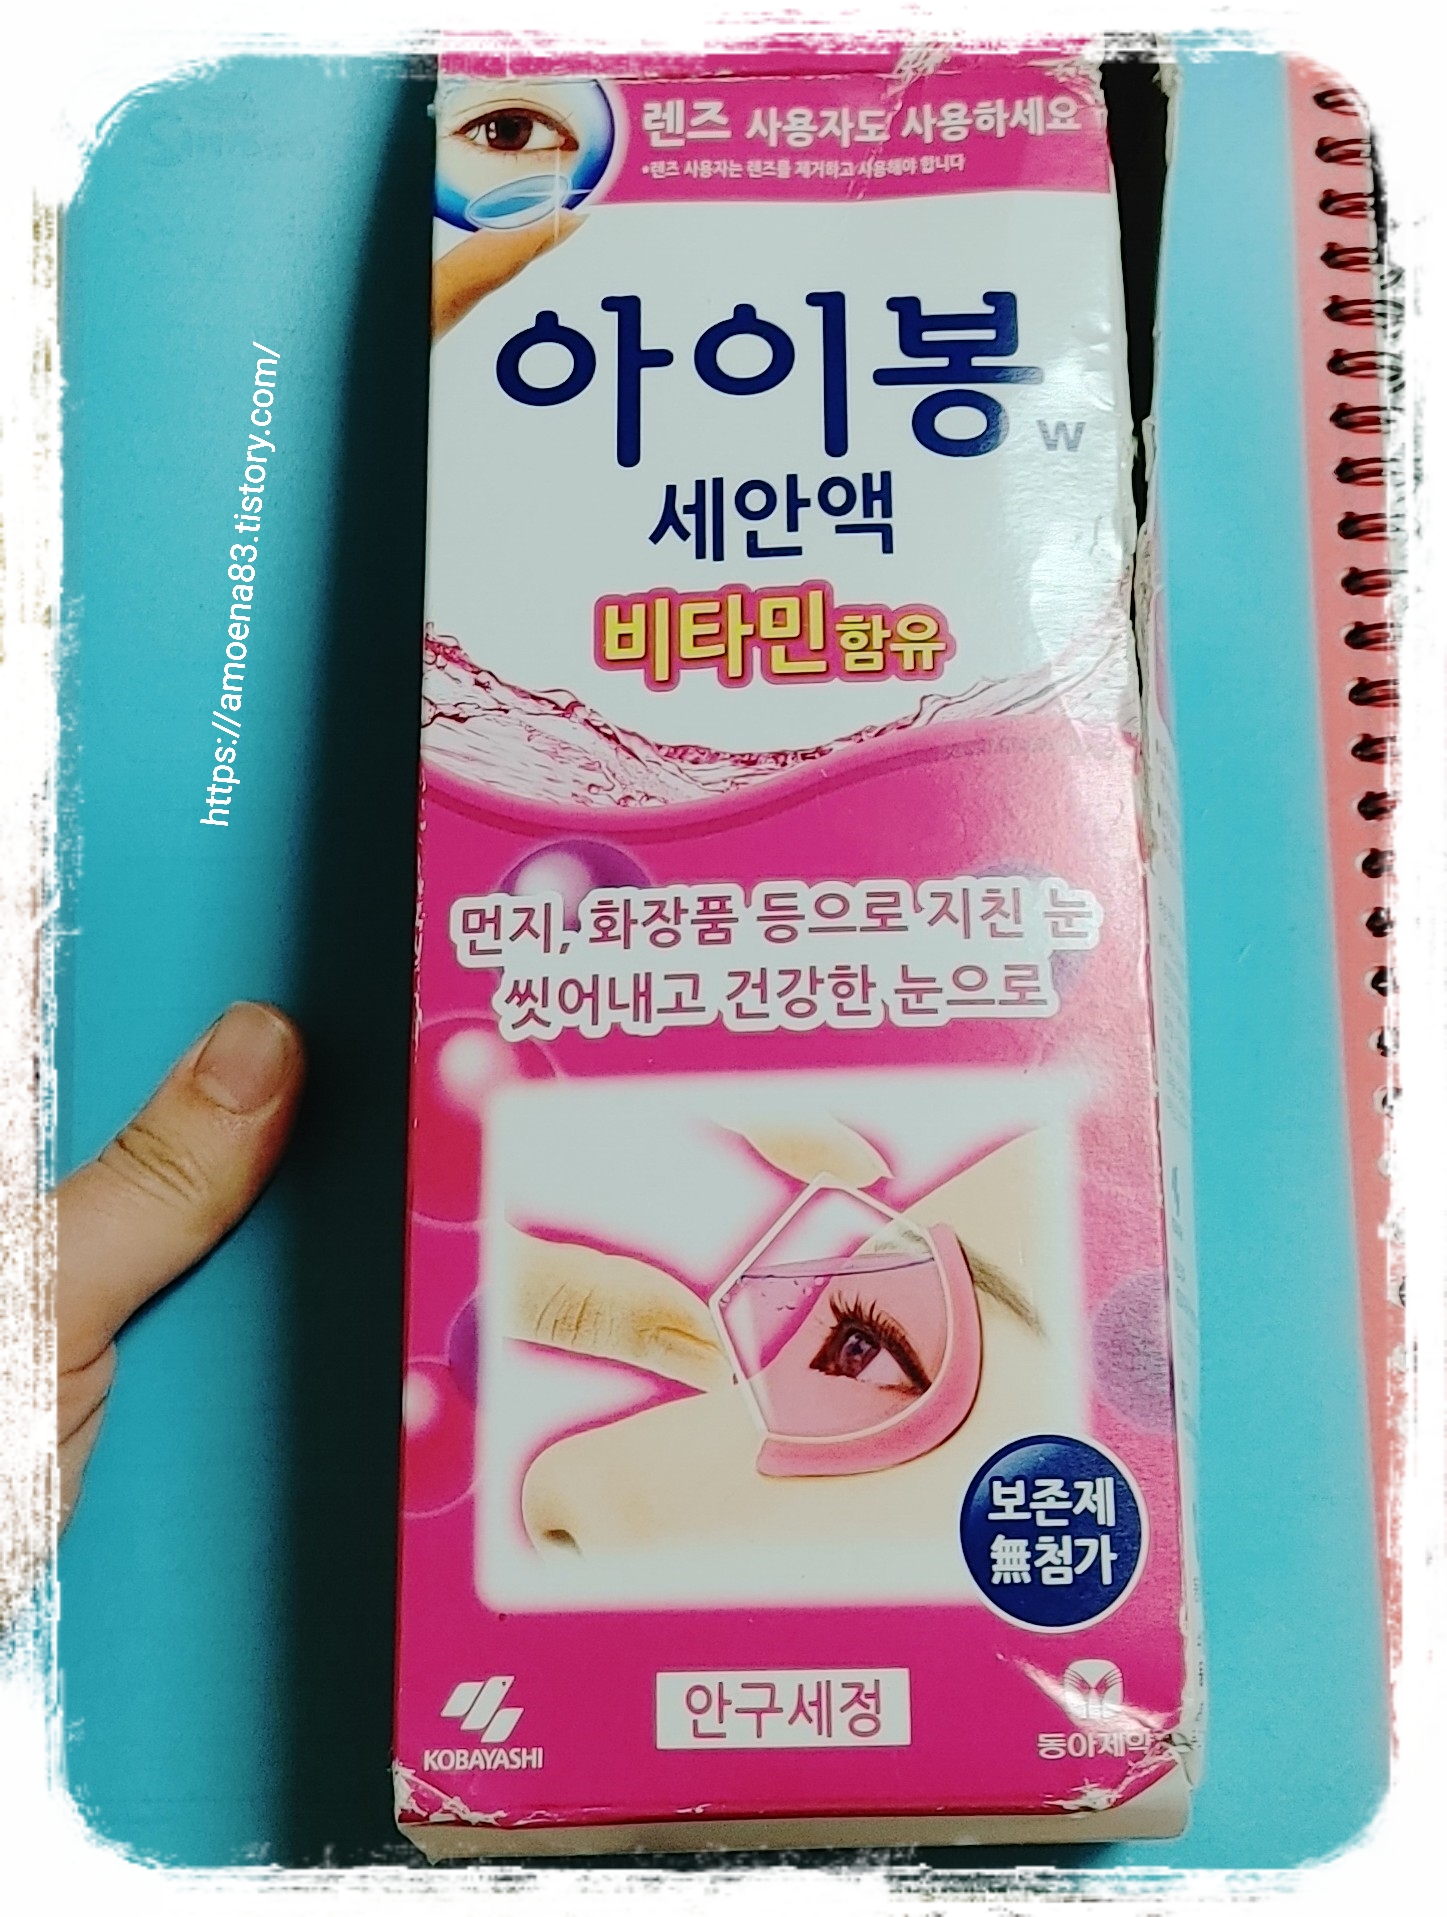 렌즈 사용자도 사용하세요
*렌즈 사용자는 렌즈를 제거하고 사용해야 합니다
아이봉 w
세안액
비타민함유
https://amoena83.tistory.com/
먼지, 화장품 등으로 지친 눈
씻어내고 건강한 눈으로
보존제
無첨가
KOBAYASHI
안구세정
동아제약